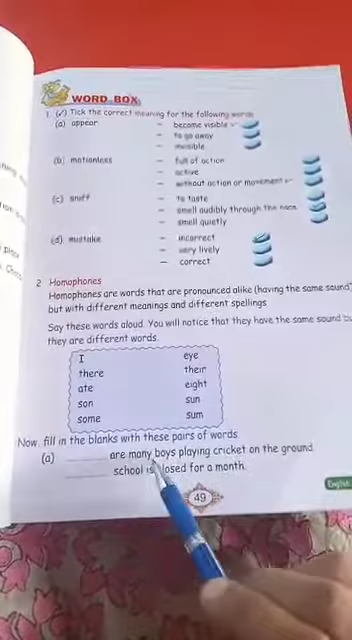 WORD BOX
1. (✓) Tick the correct meaning for the following words
(a) appear – become visible
– to go away
– invisible
(b) motionless – full of action
– active
– without action or movement
(c) sniff – to taste
– smell audibly through the nose
– smell quietly
(d) mistake – incorrect
– very lively
– correct
2 Homophones
Homophones are words that are pronounced alike (having the same sound)
but with different meanings and different spellings
Say these words aloud. You will notice that they have the same sound
they are different words.
I eye
there their
ate eight
son sun
some sum
Now, fill in the blanks with these pairs of words
(a) ________ are many boys playing cricket on the ground
________ school is closed for a month.
49
English